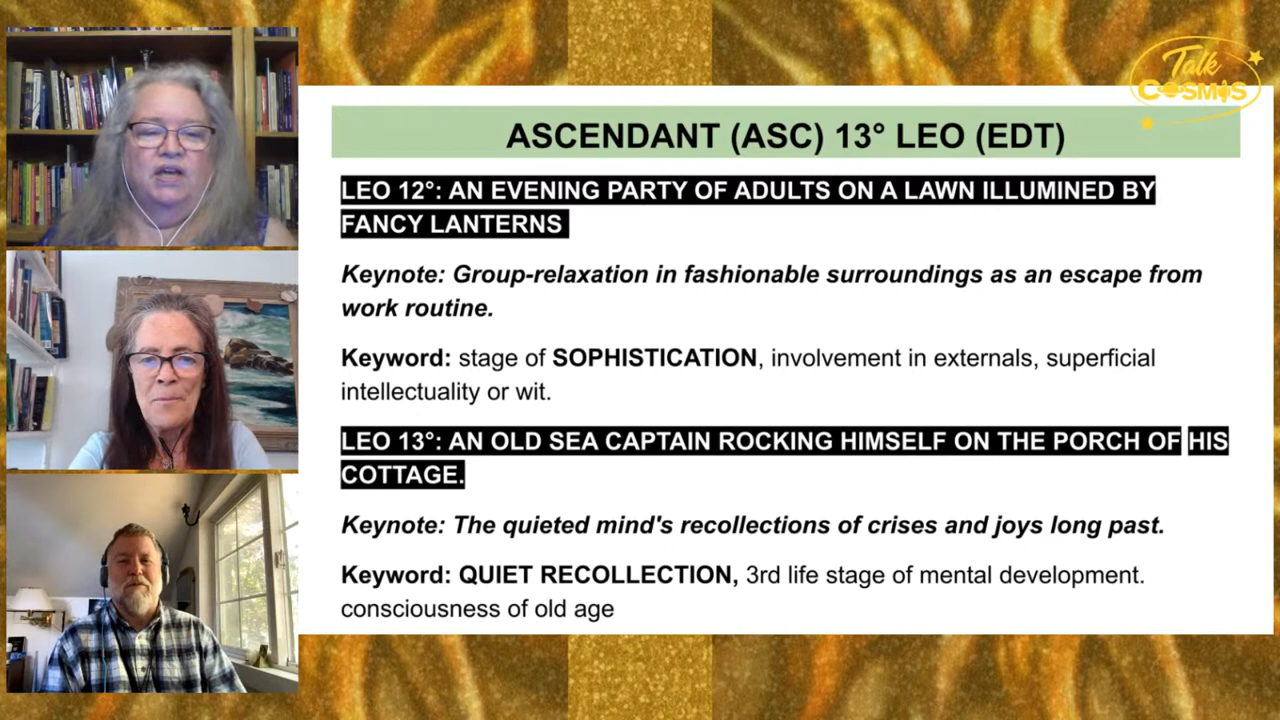 Talk
COSMOS
ASCENDANT (ASC) 13° LEO (EDT)
LEO 12°: AN EVENING PARTY OF ADULTS ON A LAWN ILLUMINED BY
FANCY LANTERNS
Keynote: Group-relaxation in fashionable surroundings as an escape from
work routine.
Keyword: stage of SOPHISTICATION, involvement in externals, superficial
intellectuality or wit.
LEO 13°: AN OLD SEA CAPTAIN ROCKING HIMSELF ON THE PORCH OF HIS
COTTAGE.
Keynote: The quieted mind's recollections of crises and joys long past.
Keyword: QUIET RECOLLECTION, 3rd life stage of mental development.
consciousness of old age